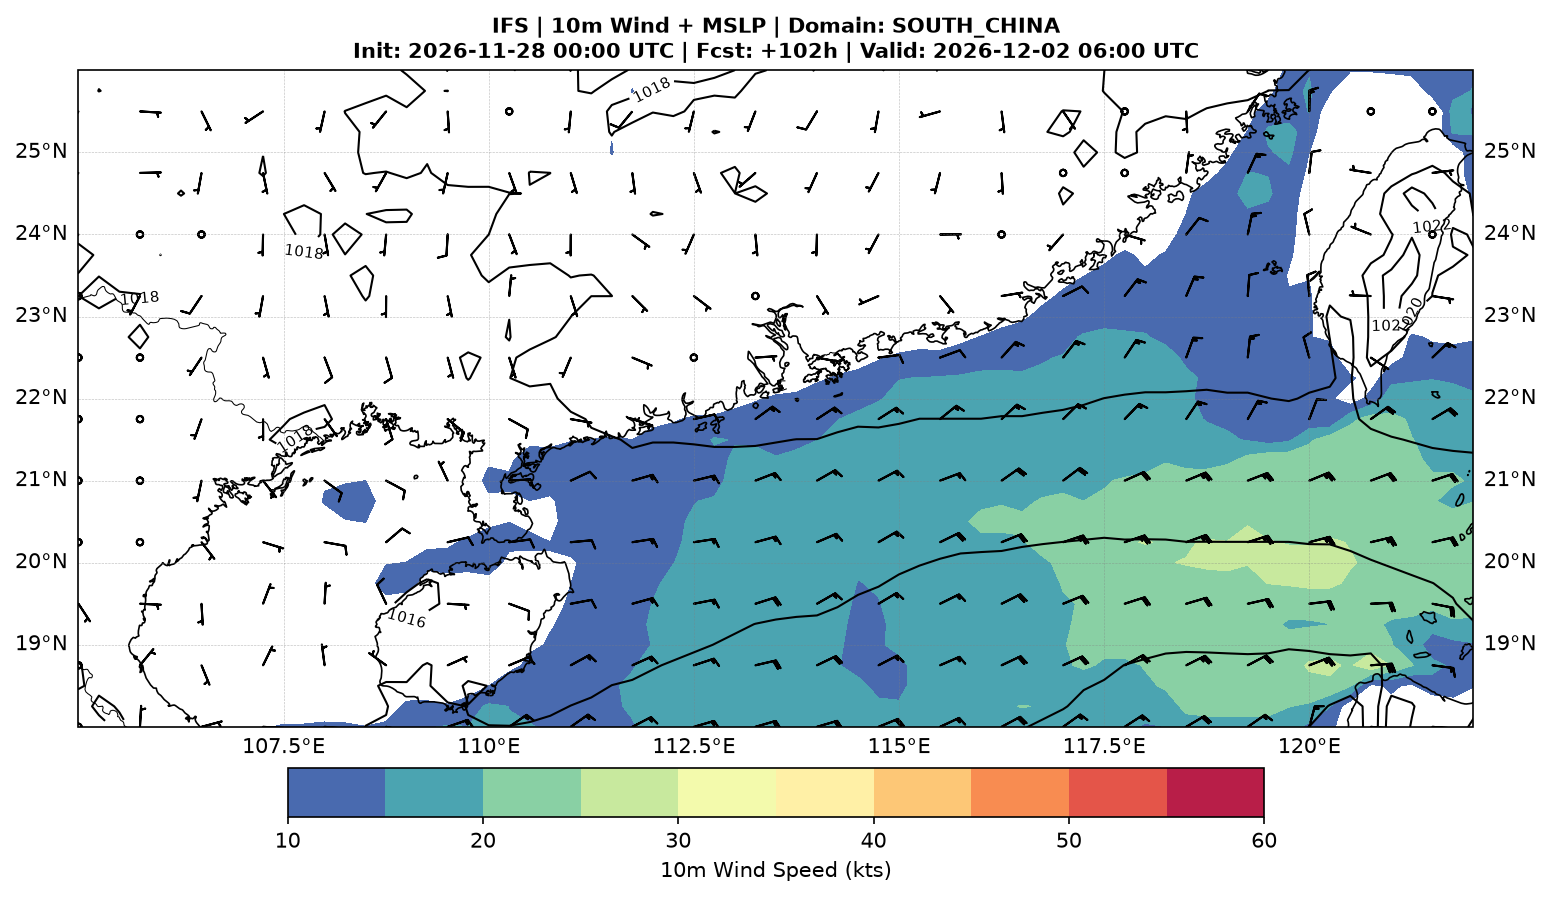 IFS | 10m Wind + MSLP | Domain: SOUTH_CHINA
Init: 2026-11-28 00:00 UTC | Fcst: +102h | Valid: 2026-12-02 06:00 UTC
1018
25°N
25°N
24°N
1018
1022
24°N
1018
23°N
1020
23°N
22°N
22°N
1018
21°N
21°N
20°N
20°N
1016
19°N
19°N
107.5°E 110°E 112.5°E 115°E 117.5°E 120°E
10 20 30 40 50 60
10m Wind Speed (kts)